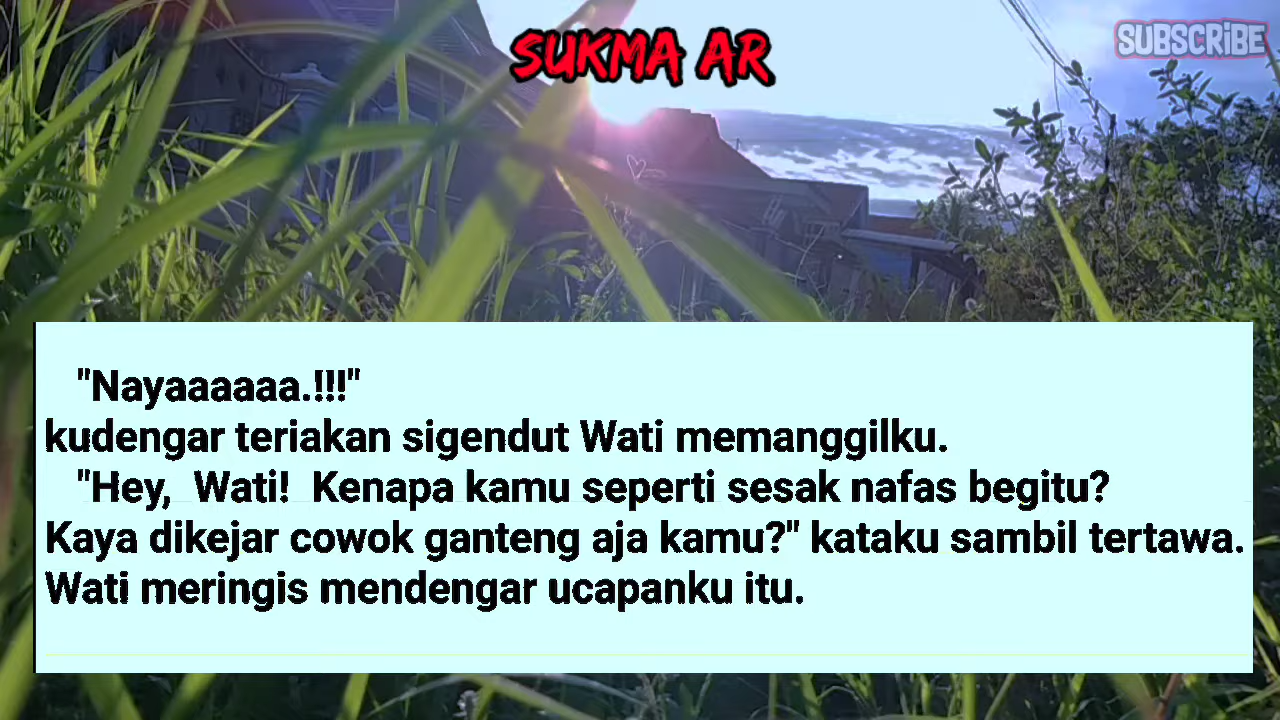 SUKMA AR
SUBSCRiBE
"Nayaaaaaa.!!!"
kudengar teriakan sigendut Wati memanggilku.
"Hey, Wati! Kenapa kamu seperti sesak nafas begitu?
Kaya dikejar cowok ganteng aja kamu?" kataku sambil tertawa.
Wati meringis mendengar ucapanku itu.